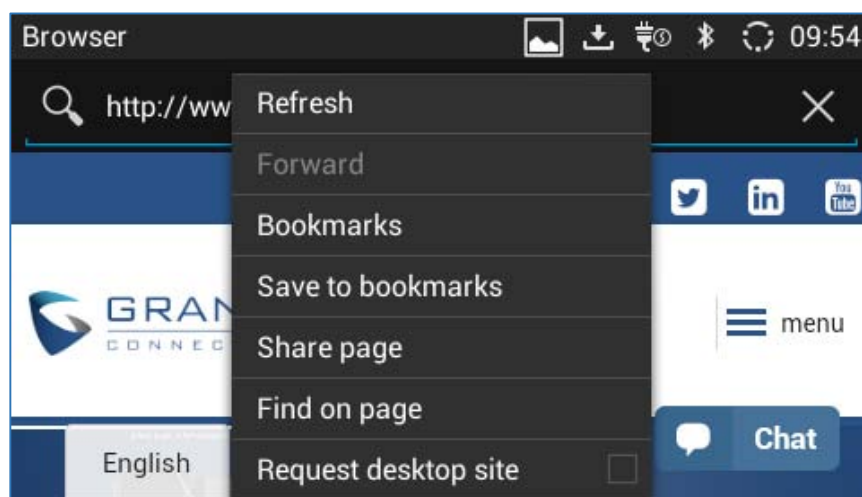 Browser 09:54
http://ww
Refresh
Forward
Bookmarks
Save to bookmarks
Share page
Find on page
Request desktop site
in
You
Tube
GRAN
CONNEC
menu
English
Chat